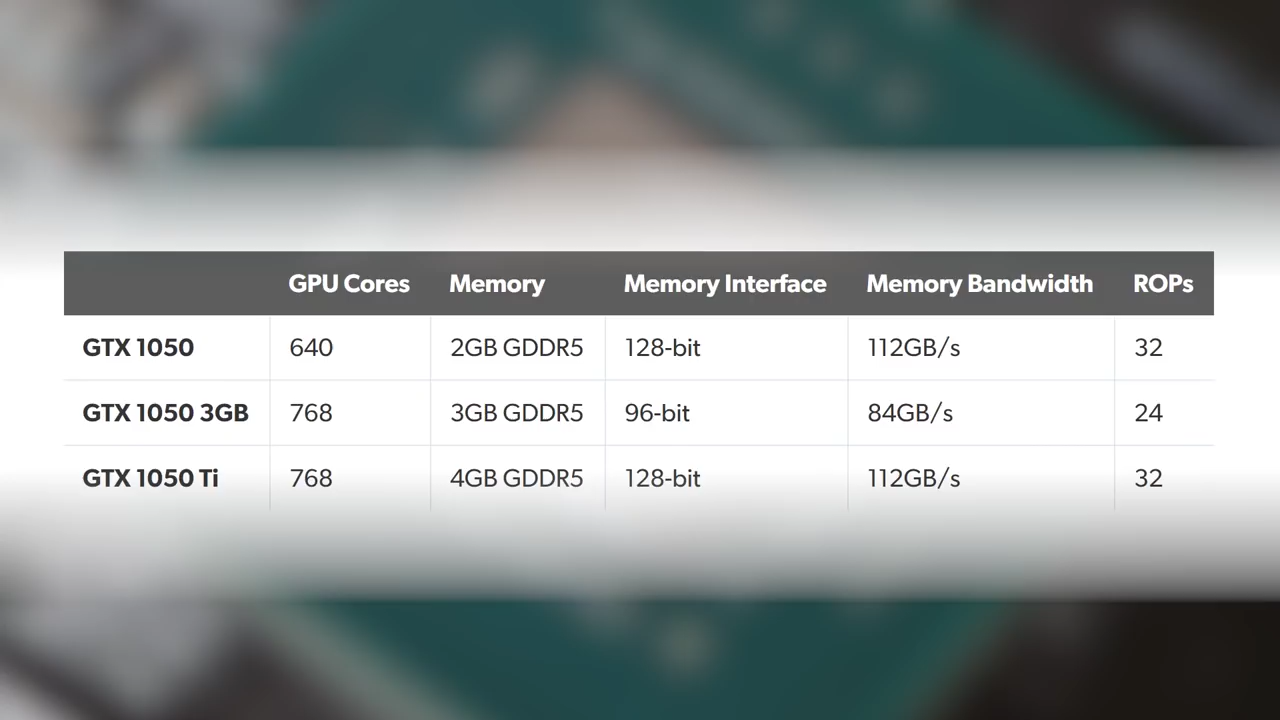 GPU Cores Memory Memory Interface Memory Bandwidth ROPs
GTX 1050 640 2GB GDDR5 128-bit 112GB/s 32
GTX 1050 3GB 768 3GB GDDR5 96-bit 84GB/s 24
GTX 1050 Ti 768 4GB GDDR5 128-bit 112GB/s 32